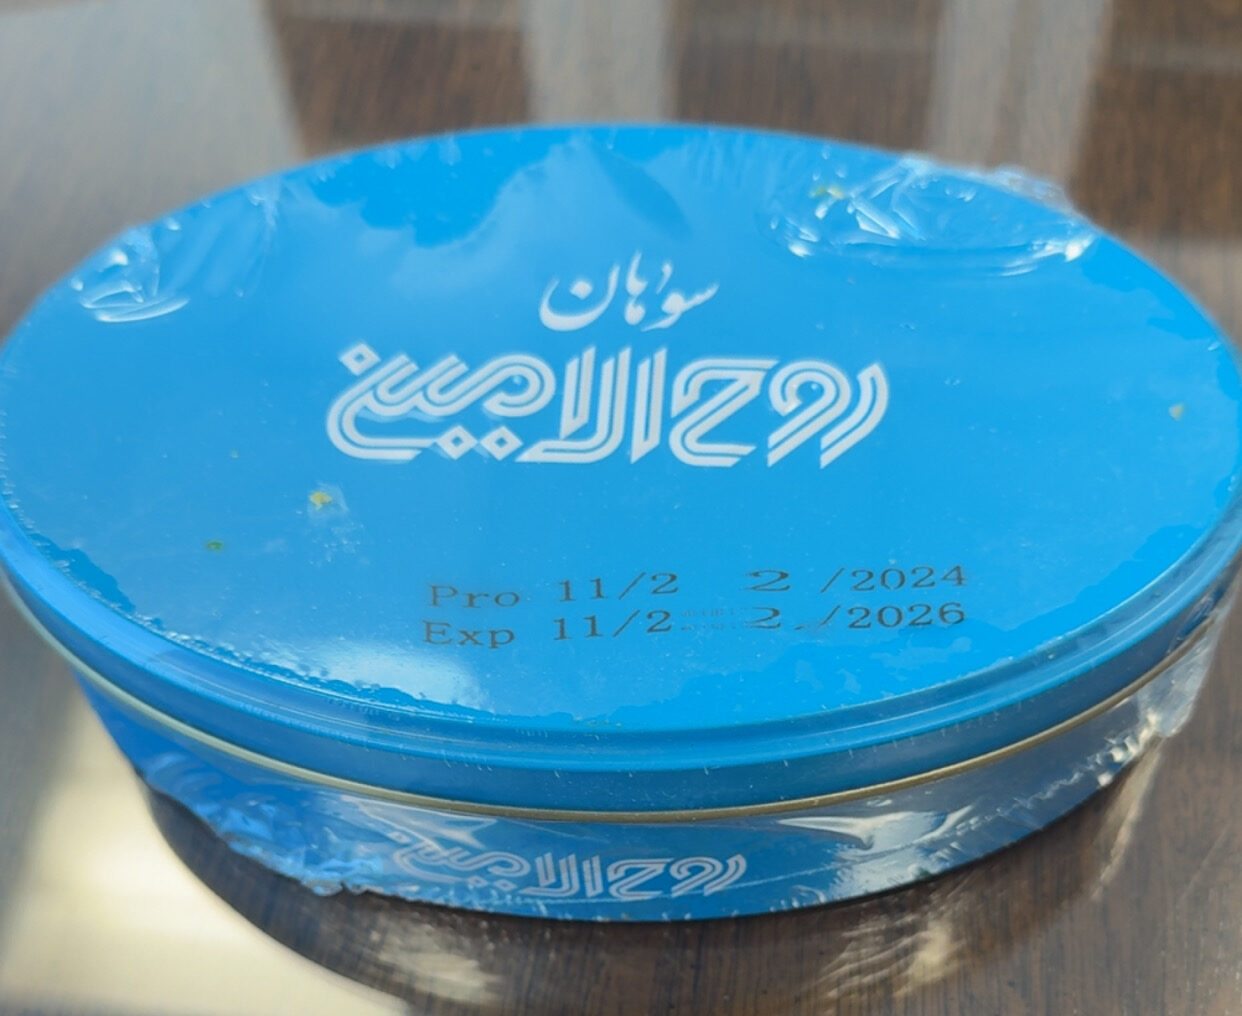 سوهان
روح الامین
Pro 11/2 2 /2024
Exp 11/2 2 /2026
روح الامین